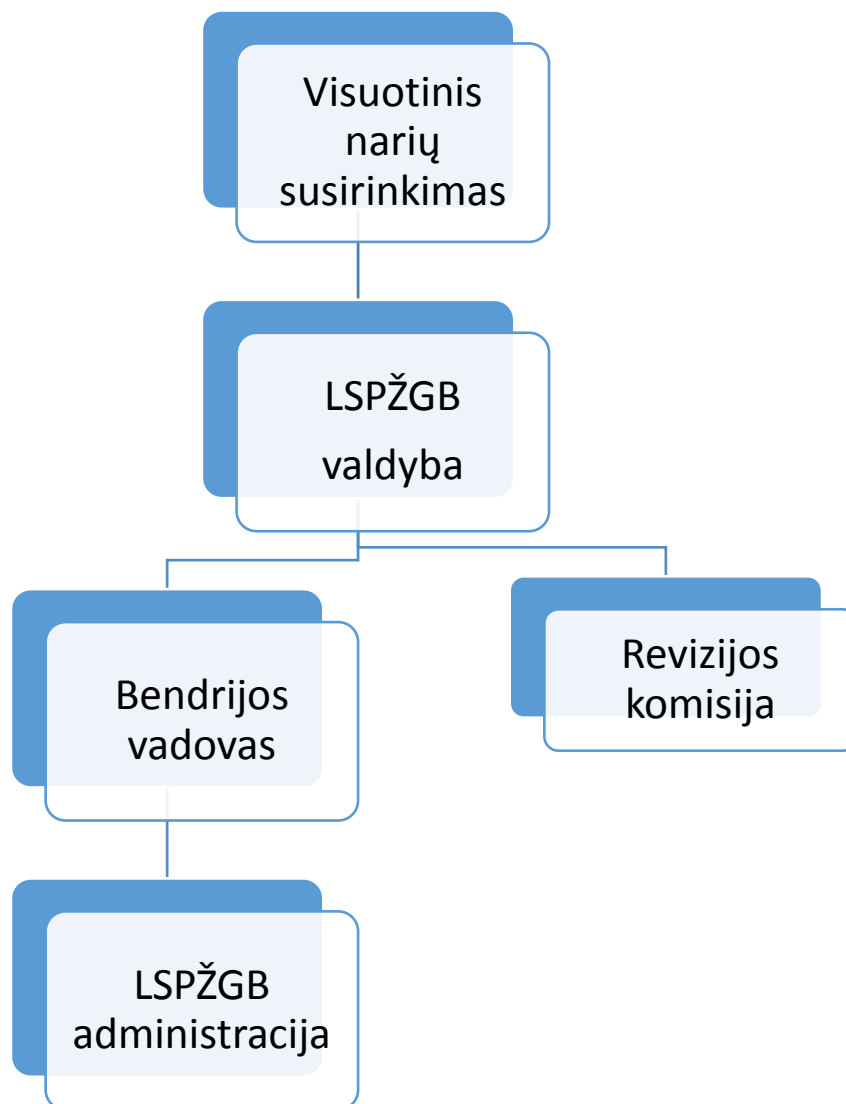 Visuotinis
narių
susirinkimas
LSPŽGB
valdyba
Bendrijos
vadovas
Revizijos
komisija
LSPŽGB
administracija